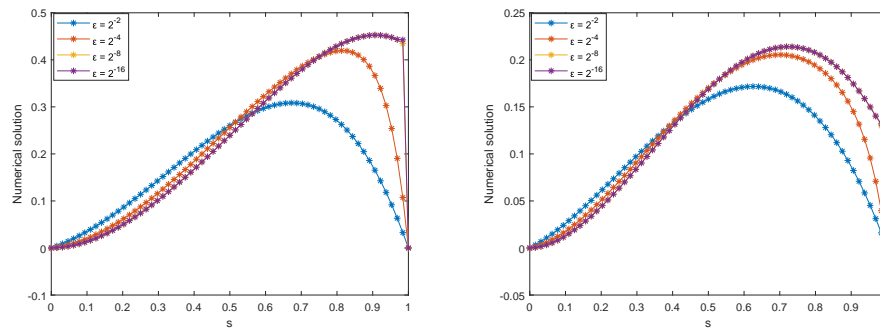 0.5
0.4
0.3
0.2
0.1
0
-0.1
Numerical solution
ε = 2^-2
ε = 2^-4
ε = 2^-8
ε = 2^-16
0 0.1 0.2 0.3 0.4 0.5 0.6 0.7 0.8 0.9 1
s
0.25
0.2
0.15
0.1
0.05
0
-0.05
Numerical solution
ε = 2^-2
ε = 2^-4
ε = 2^-8
ε = 2^-16
0 0.1 0.2 0.3 0.4 0.5 0.6 0.7 0.8 0.9
s